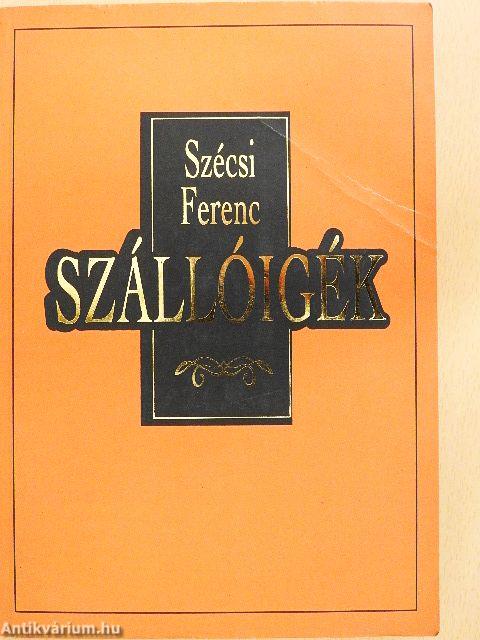 Szécsi
Ferenc
SZÁLLÓIGÉK
Antikvárium.hu